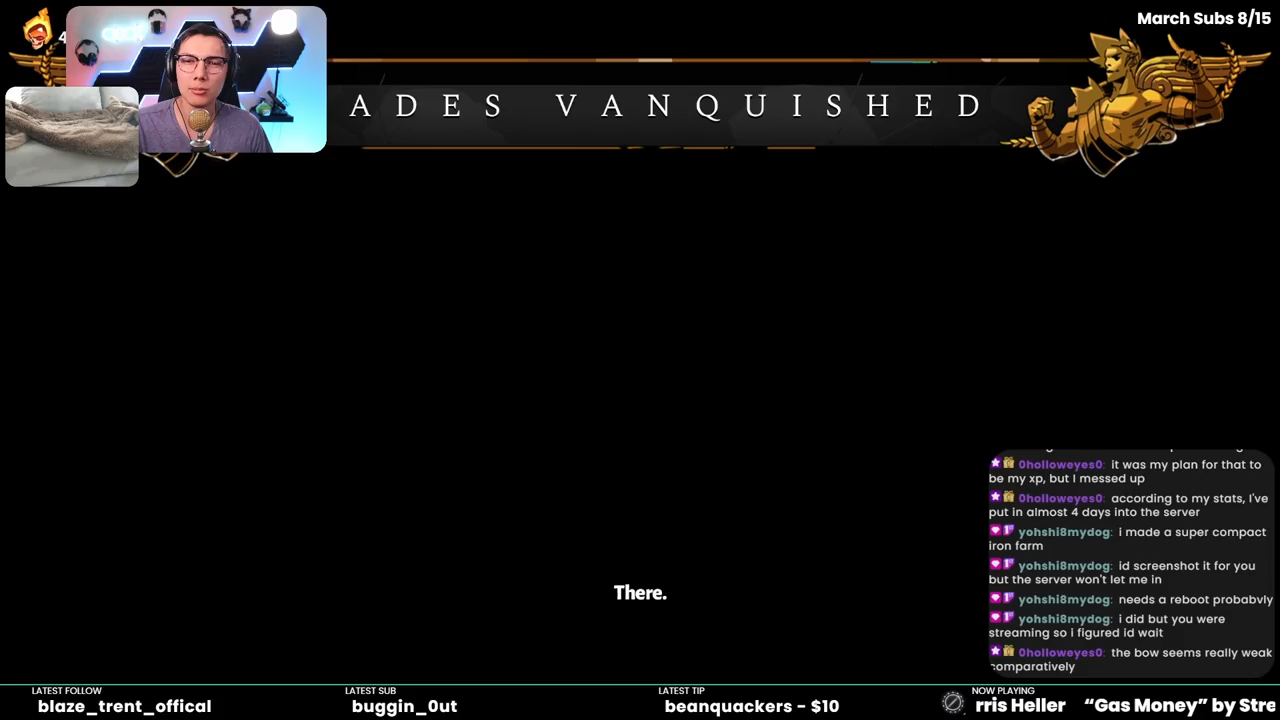 March Subs 8/15
4
ADES VANQUISHED
0holloweyes0: it was my plan for that to
be my xp, but I messed up
0holloweyes0: according to my stats, I've
put in almost 4 days into the server
yohshi8mydog: i made a super compact
iron farm
yohshi8mydog: id screenshot it for you
but the server won't let me in
yohshi8mydog: needs a reboot probabvly
yohshi8mydog: i did but you were
streaming so i figured id wait
0holloweyes0: the bow seems really weak
comparatively
There.
LATEST FOLLOW
blaze_trent_offical
LATEST SUB
buggin_0ut
LATEST TIP
beanquackers - $10
NOW PLAYING
rris Heller “Gas Money” by Stre